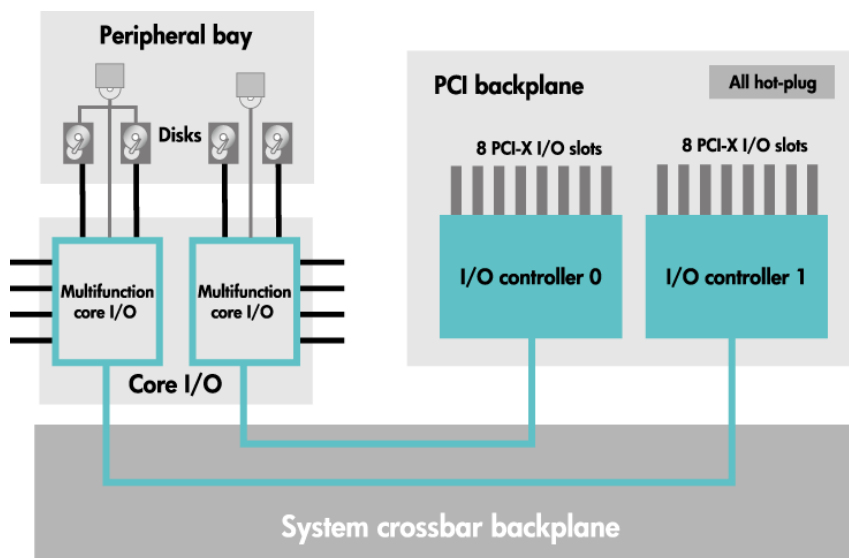 Peripheral bay
Disks
Multifunction
core I/O
Multifunction
core I/O
Core I/O
PCI backplane
All hot-plug
8 PCI-X I/O slots
8 PCI-X I/O slots
I/O controller 0
I/O controller 1
System crossbar backplane